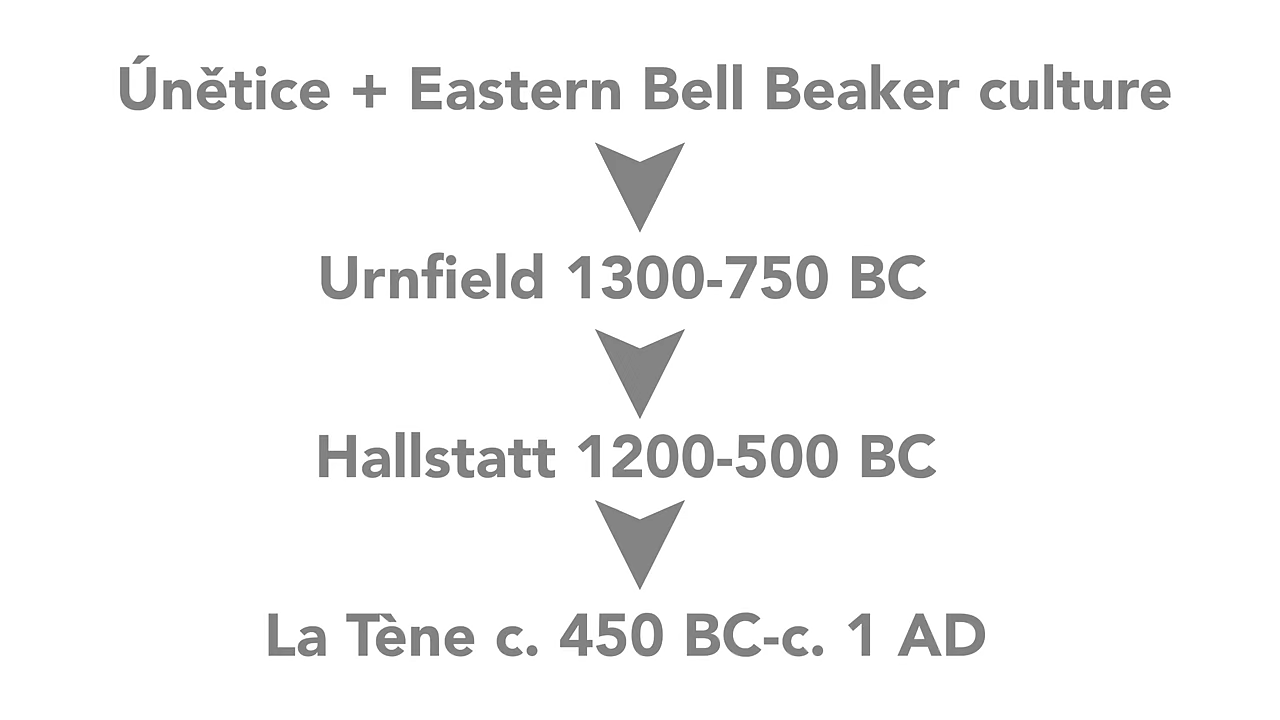 Únětice + Eastern Bell Beaker culture
Urnfield 1300-750 BC
Hallstatt 1200-500 BC
La Tène c. 450 BC-c. 1 AD